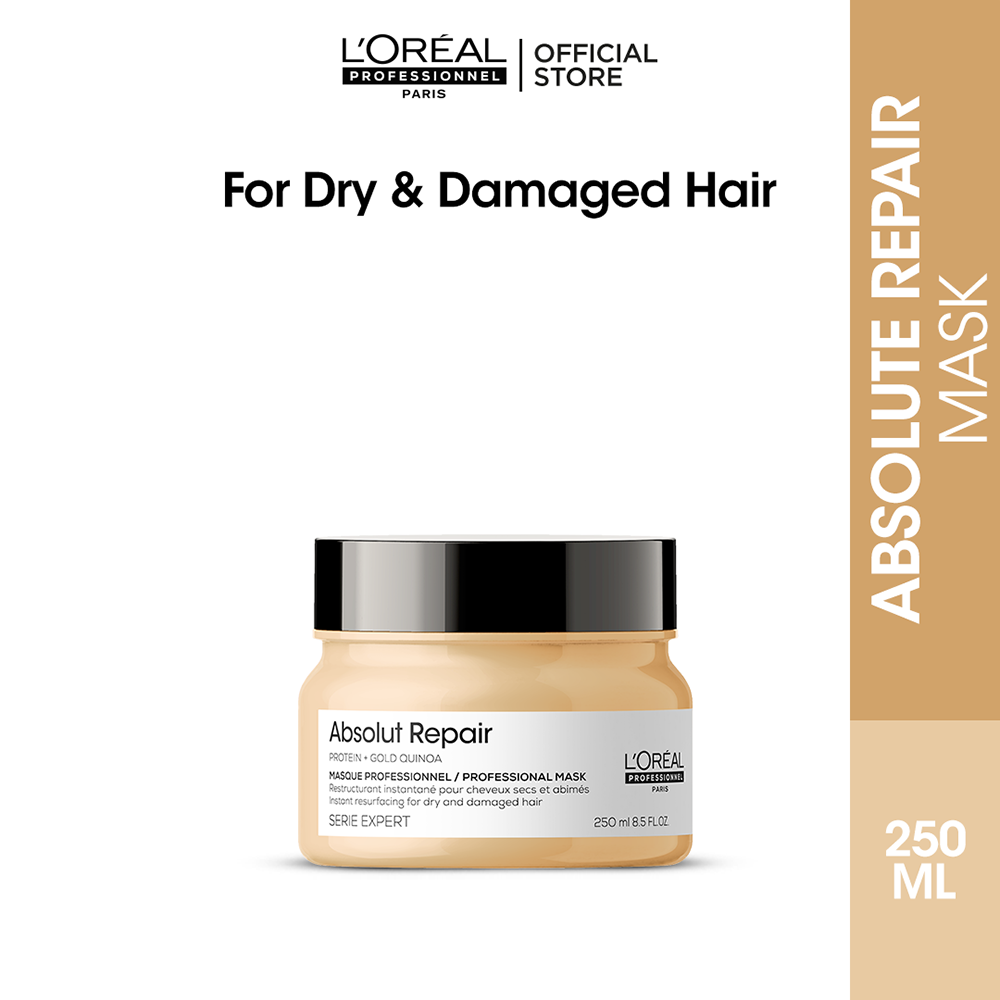 L'ORÉAL
PROFESSIONNEL
PARIS
OFFICIAL
STORE
For Dry & Damaged Hair
ABSOLUTE REPAIR
MASK
250
ML
Absolut Repair
PROTEIN + GOLD QUINOA
MASQUE PROFESSIONNEL / PROFESSIONAL MASK
Restructurant instantané pour cheveux secs et abimés
Instant resurfacing for dry and damaged hair
SERIE EXPERT
L'ORÉAL
PROFESSIONNEL
PARIS
250 ml 8.5 FL.OZ.